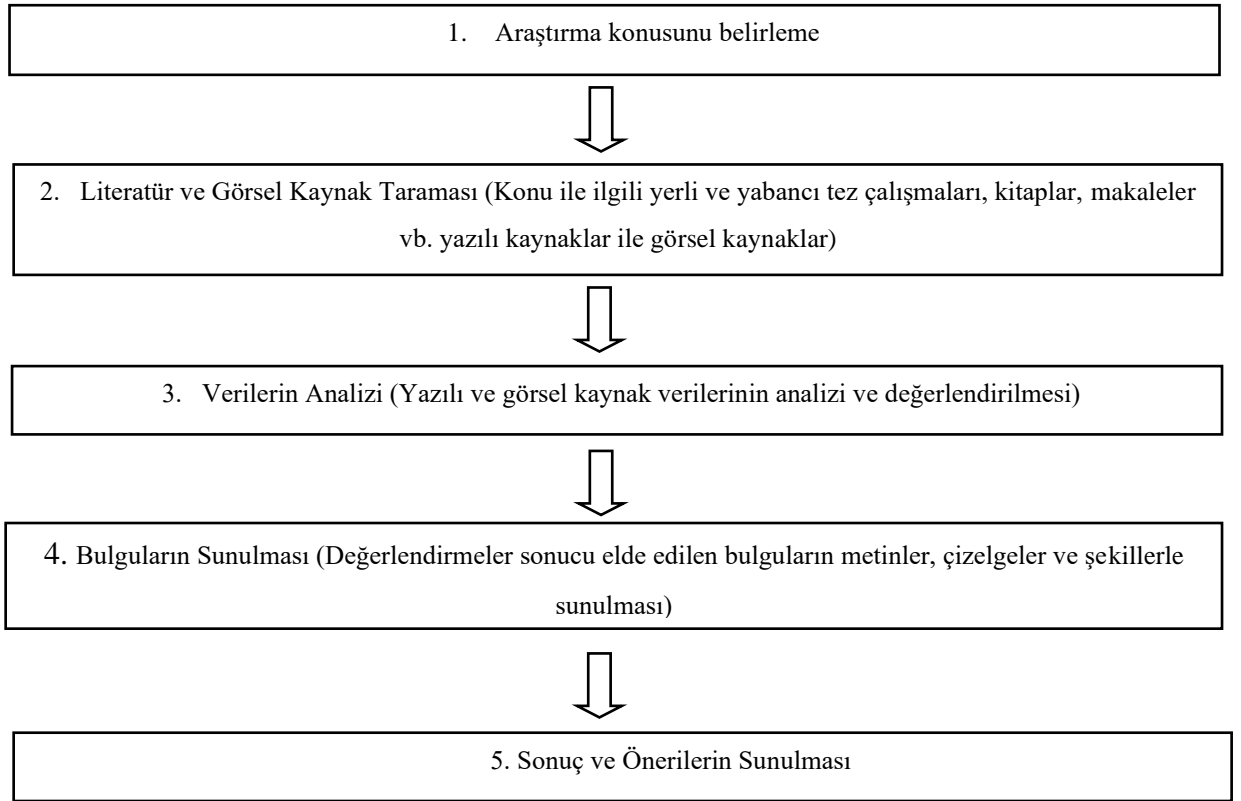 1. Araştırma konusunu belirleme
2. Literatür ve Görsel Kaynak Taraması (Konu ile ilgili yerli ve yabancı tez çalışmaları, kitaplar, makaleler
vb. yazılı kaynaklar ile görsel kaynaklar)
3. Verilerin Analizi (Yazılı ve görsel kaynak verilerinin analizi ve değerlendirilmesi)
4. Bulguların Sunulması (Değerlendirmeler sonucu elde edilen bulguların metinler, çizelgeler ve şekillerle
sunulması)
5. Sonuç ve Önerilerin Sunulması